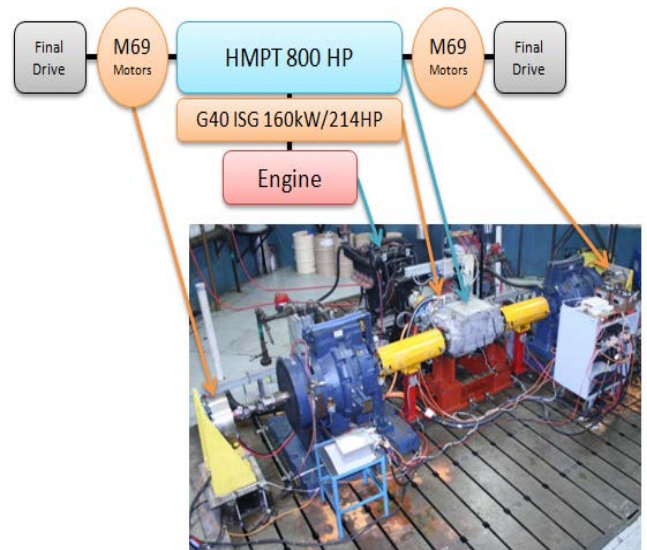 Final
Drive
M69
Motors
HMPT 800 HP
M69
Motors
Final
Drive
G40 ISG 160kW/214HP
Engine